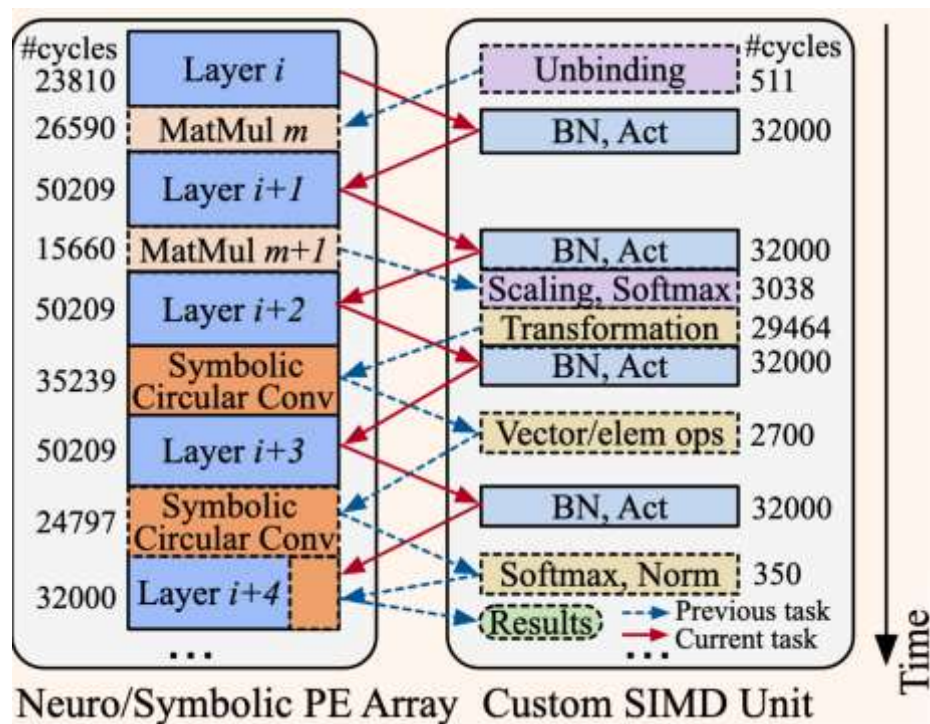 #cycles
23810
Layer i
26590
MatMul m
50209
Layer i+1
15660
MatMul m+1
50209
Layer i+2
35239
Symbolic
Circular Conv
50209
Layer i+3
24797
Symbolic
Circular Conv
32000
Layer i+4
...
Neuro/Symbolic PE Array
#cycles
Unbinding
511
BN, Act
32000
BN, Act
32000
Scaling, Softmax
3038
Transformation
29464
BN, Act
32000
Vector/elem ops
2700
BN, Act
32000
Softmax, Norm
350
Results
Previous task
Current task
...
Custom SIMD Unit
Time